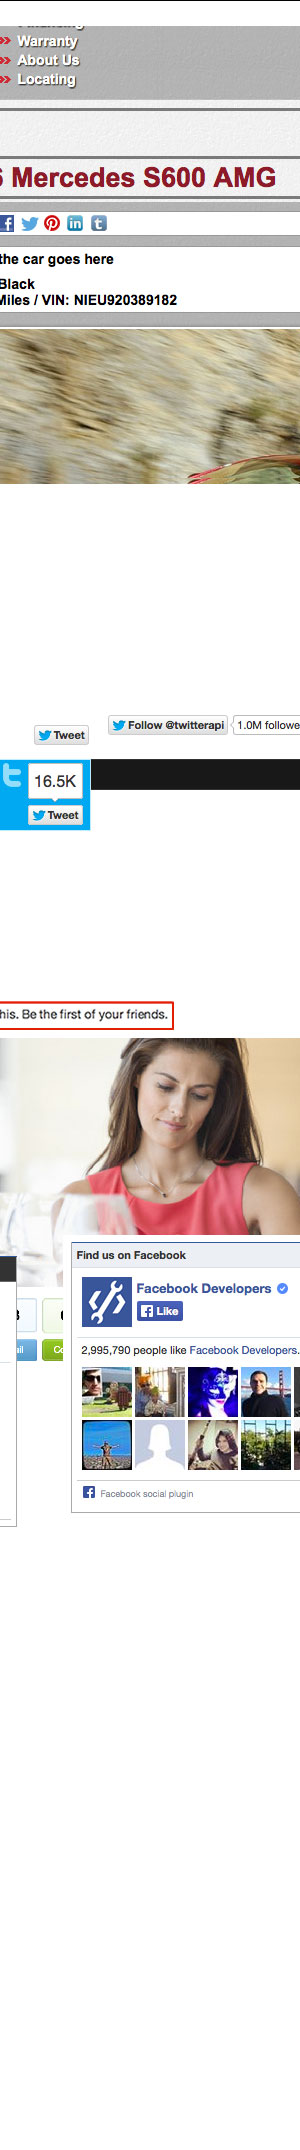 Financing
Warranty
About Us
Locating
6 Mercedes S600 AMG
the car goes here
Black
Miles / VIN: NIEU920389182
Follow @twitterapi
1.0M followe
Tweet
16.5K
Tweet
his. Be the first of your friends.
Find us on Facebook
Facebook Developers
Like
2,995,790 people like Facebook Developers.
Facebook social plugin